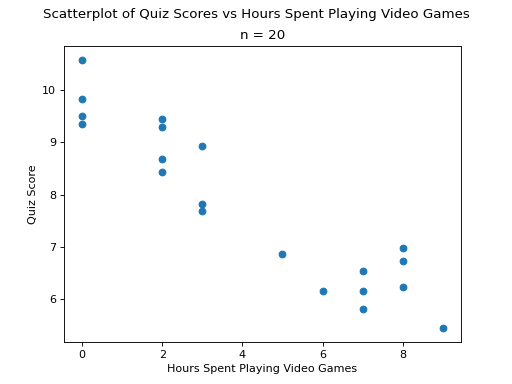 Scatterplot of Quiz Scores vs Hours Spent Playing Video Games
n = 20
10
9
8
7
6
Quiz Score
0 2 4 6 8
Hours Spent Playing Video Games